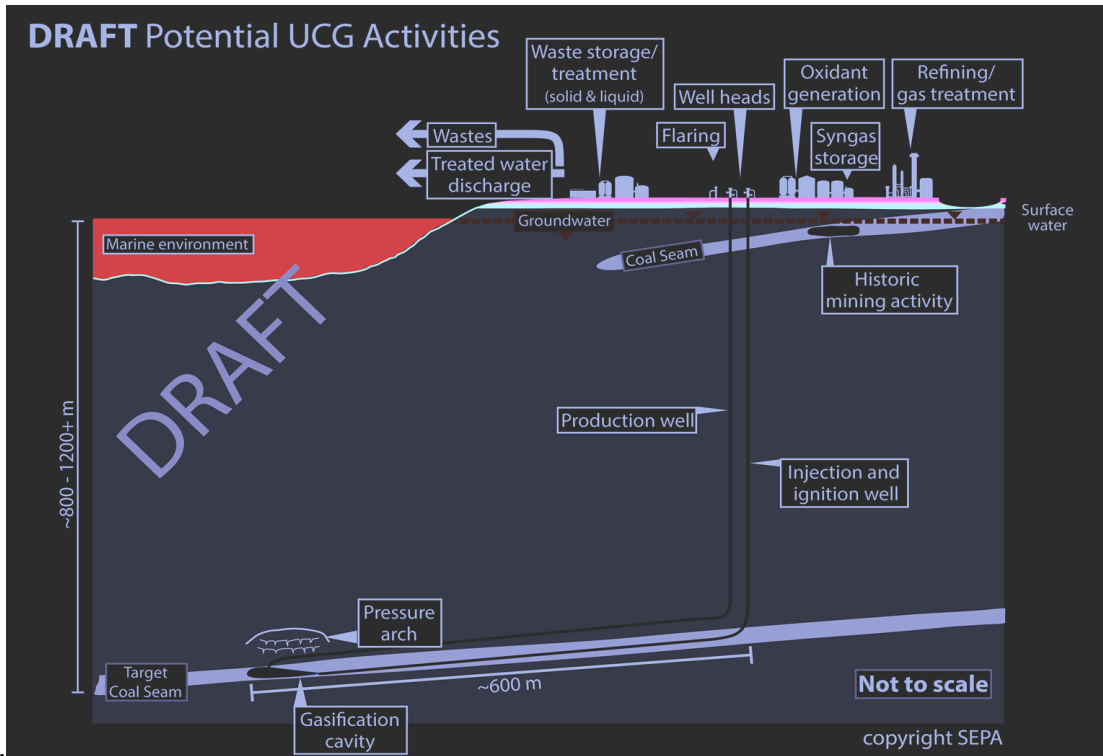 DRAFT Potential UCG Activities
Waste storage/
treatment
(solid & liquid)
Well heads
Oxidant
generation
Refining/
gas treatment
Flaring
Syngas
storage
Wastes
Treated water
discharge
Groundwater
Surface
water
Marine environment
Coal Seam
Historic
mining activity
DRAFT
~800 - 1200+ m
Production well
Injection and
ignition well
Pressure
arch
Target
Coal Seam
~600 m
Gasification
cavity
Not to scale
copyright SEPA